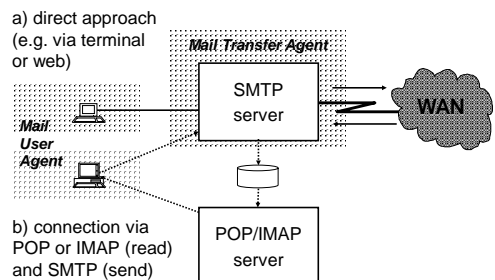 a) direct approach
(e.g. via terminal
or web)
Mail Transfer Agent
SMTP
server
WAN
Mail
User
Agent
b) connection via
POP or IMAP (read)
and SMTP (send)
POP/IMAP
server